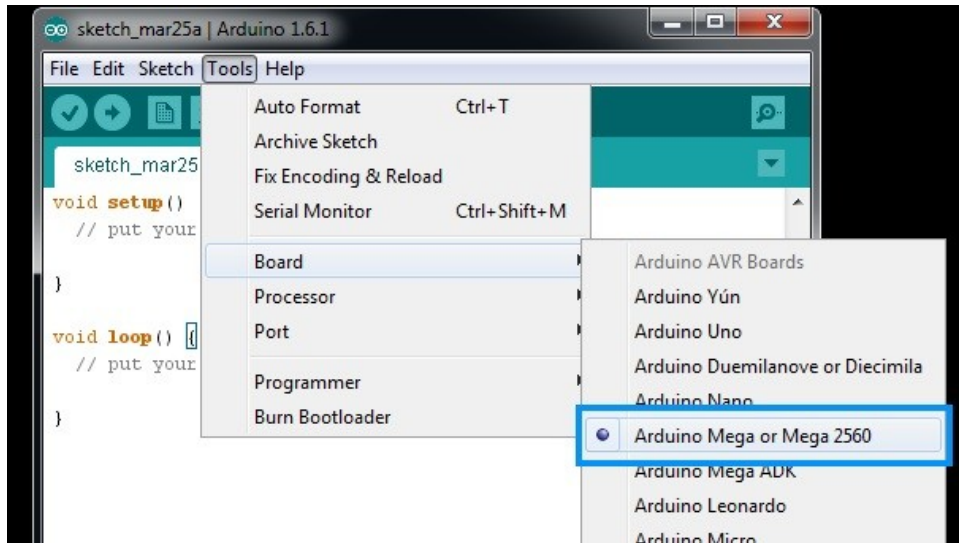 sketch_mar25a | Arduino 1.6.1
File Edit Sketch Tools Help
sketch_mar25
void setup()
// put your
}
void loop() {
// put your
}
Auto Format Ctrl+T
Archive Sketch
Fix Encoding & Reload
Serial Monitor Ctrl+Shift+M
Board
Processor
Port
Programmer
Burn Bootloader
Arduino AVR Boards
Arduino Yún
Arduino Uno
Arduino Duemilanove or Diecimila
Arduino Nano
Arduino Mega or Mega 2560
Arduino Mega ADK
Arduino Leonardo
Arduino Micro